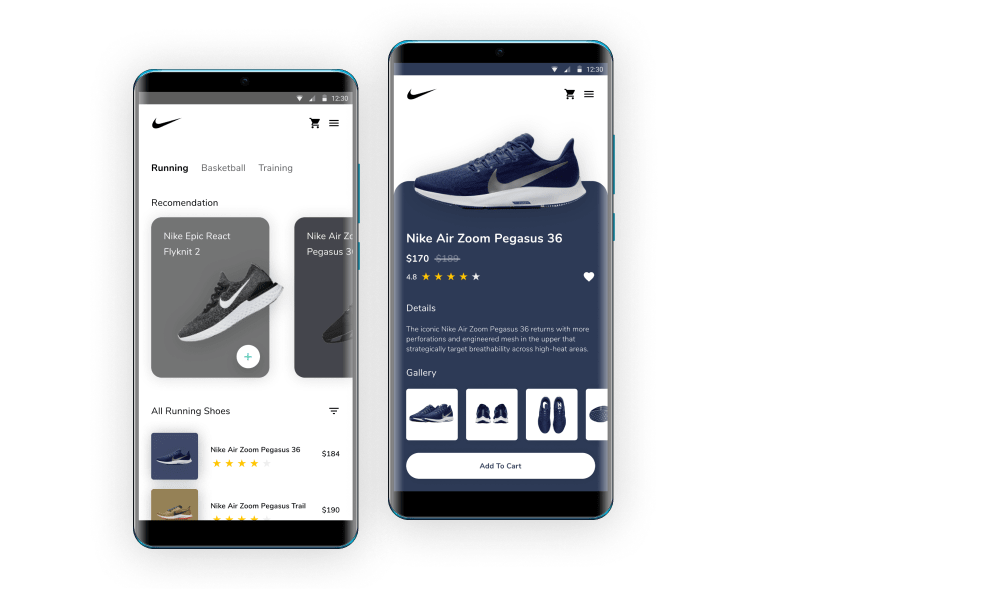 12:30
Running Basketball Training
Recomendation
Nike Epic React
Flyknit 2
Nike Air
Pegasus
All Running Shoes
Nike Air Zoom Pegasus 36
$184
Nike Air Zoom Pegasus Trail
$190
12:30
Nike Air Zoom Pegasus 36
$170 $189
4.8
Details
The iconic Nike Air Zoom Pegasus 36 returns with more
perforations and engineered mesh in the upper that
strategically target breathability across high-heat areas.
Gallery
Add To Cart